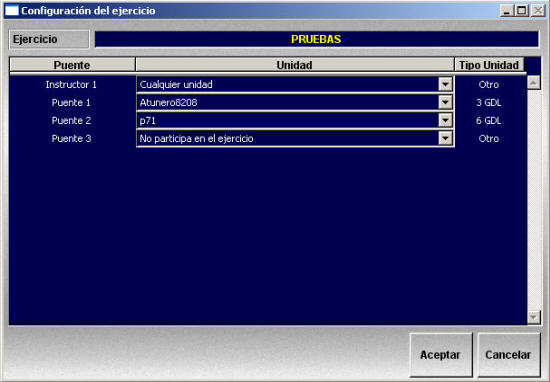 Configuración del ejercicio
Ejercicio PRUEBAS
Puente Unidad Tipo Unidad
Instructor 1 Cualquier unidad Otro
Puente 1 Atunero8208 3 GDL
Puente 2 p71 6 GDL
Puente 3 No participa en el ejercicio Otro
Aceptar Cancelar